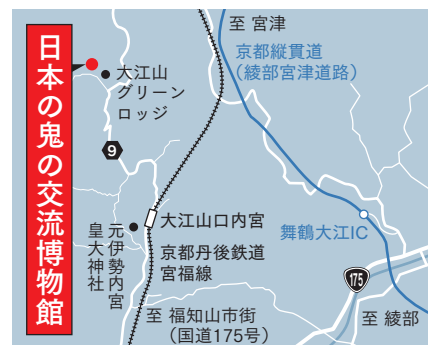 日本の鬼の交流博物館
至 宮津
京都縦貫道
(綾部宮津道路)
大江山
グリーン
ロッジ
9
大江山口内宮
元伊勢内宮
皇大神社
京都丹後鉄道
宮福線
舞鶴大江IC
175
至 福知山市街
(国道175号)
至 綾部